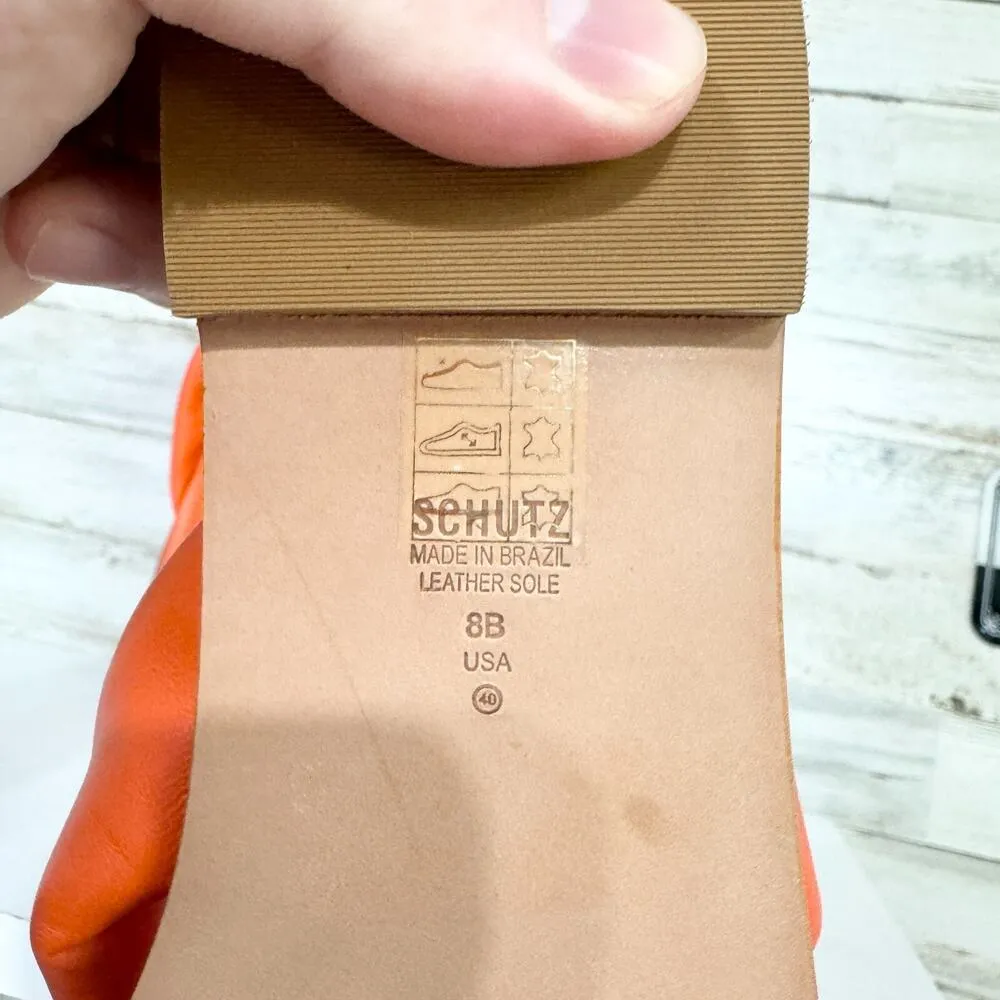 SCHUTZ
MADE IN BRAZIL
LEATHER SOLE
8B
USA
40